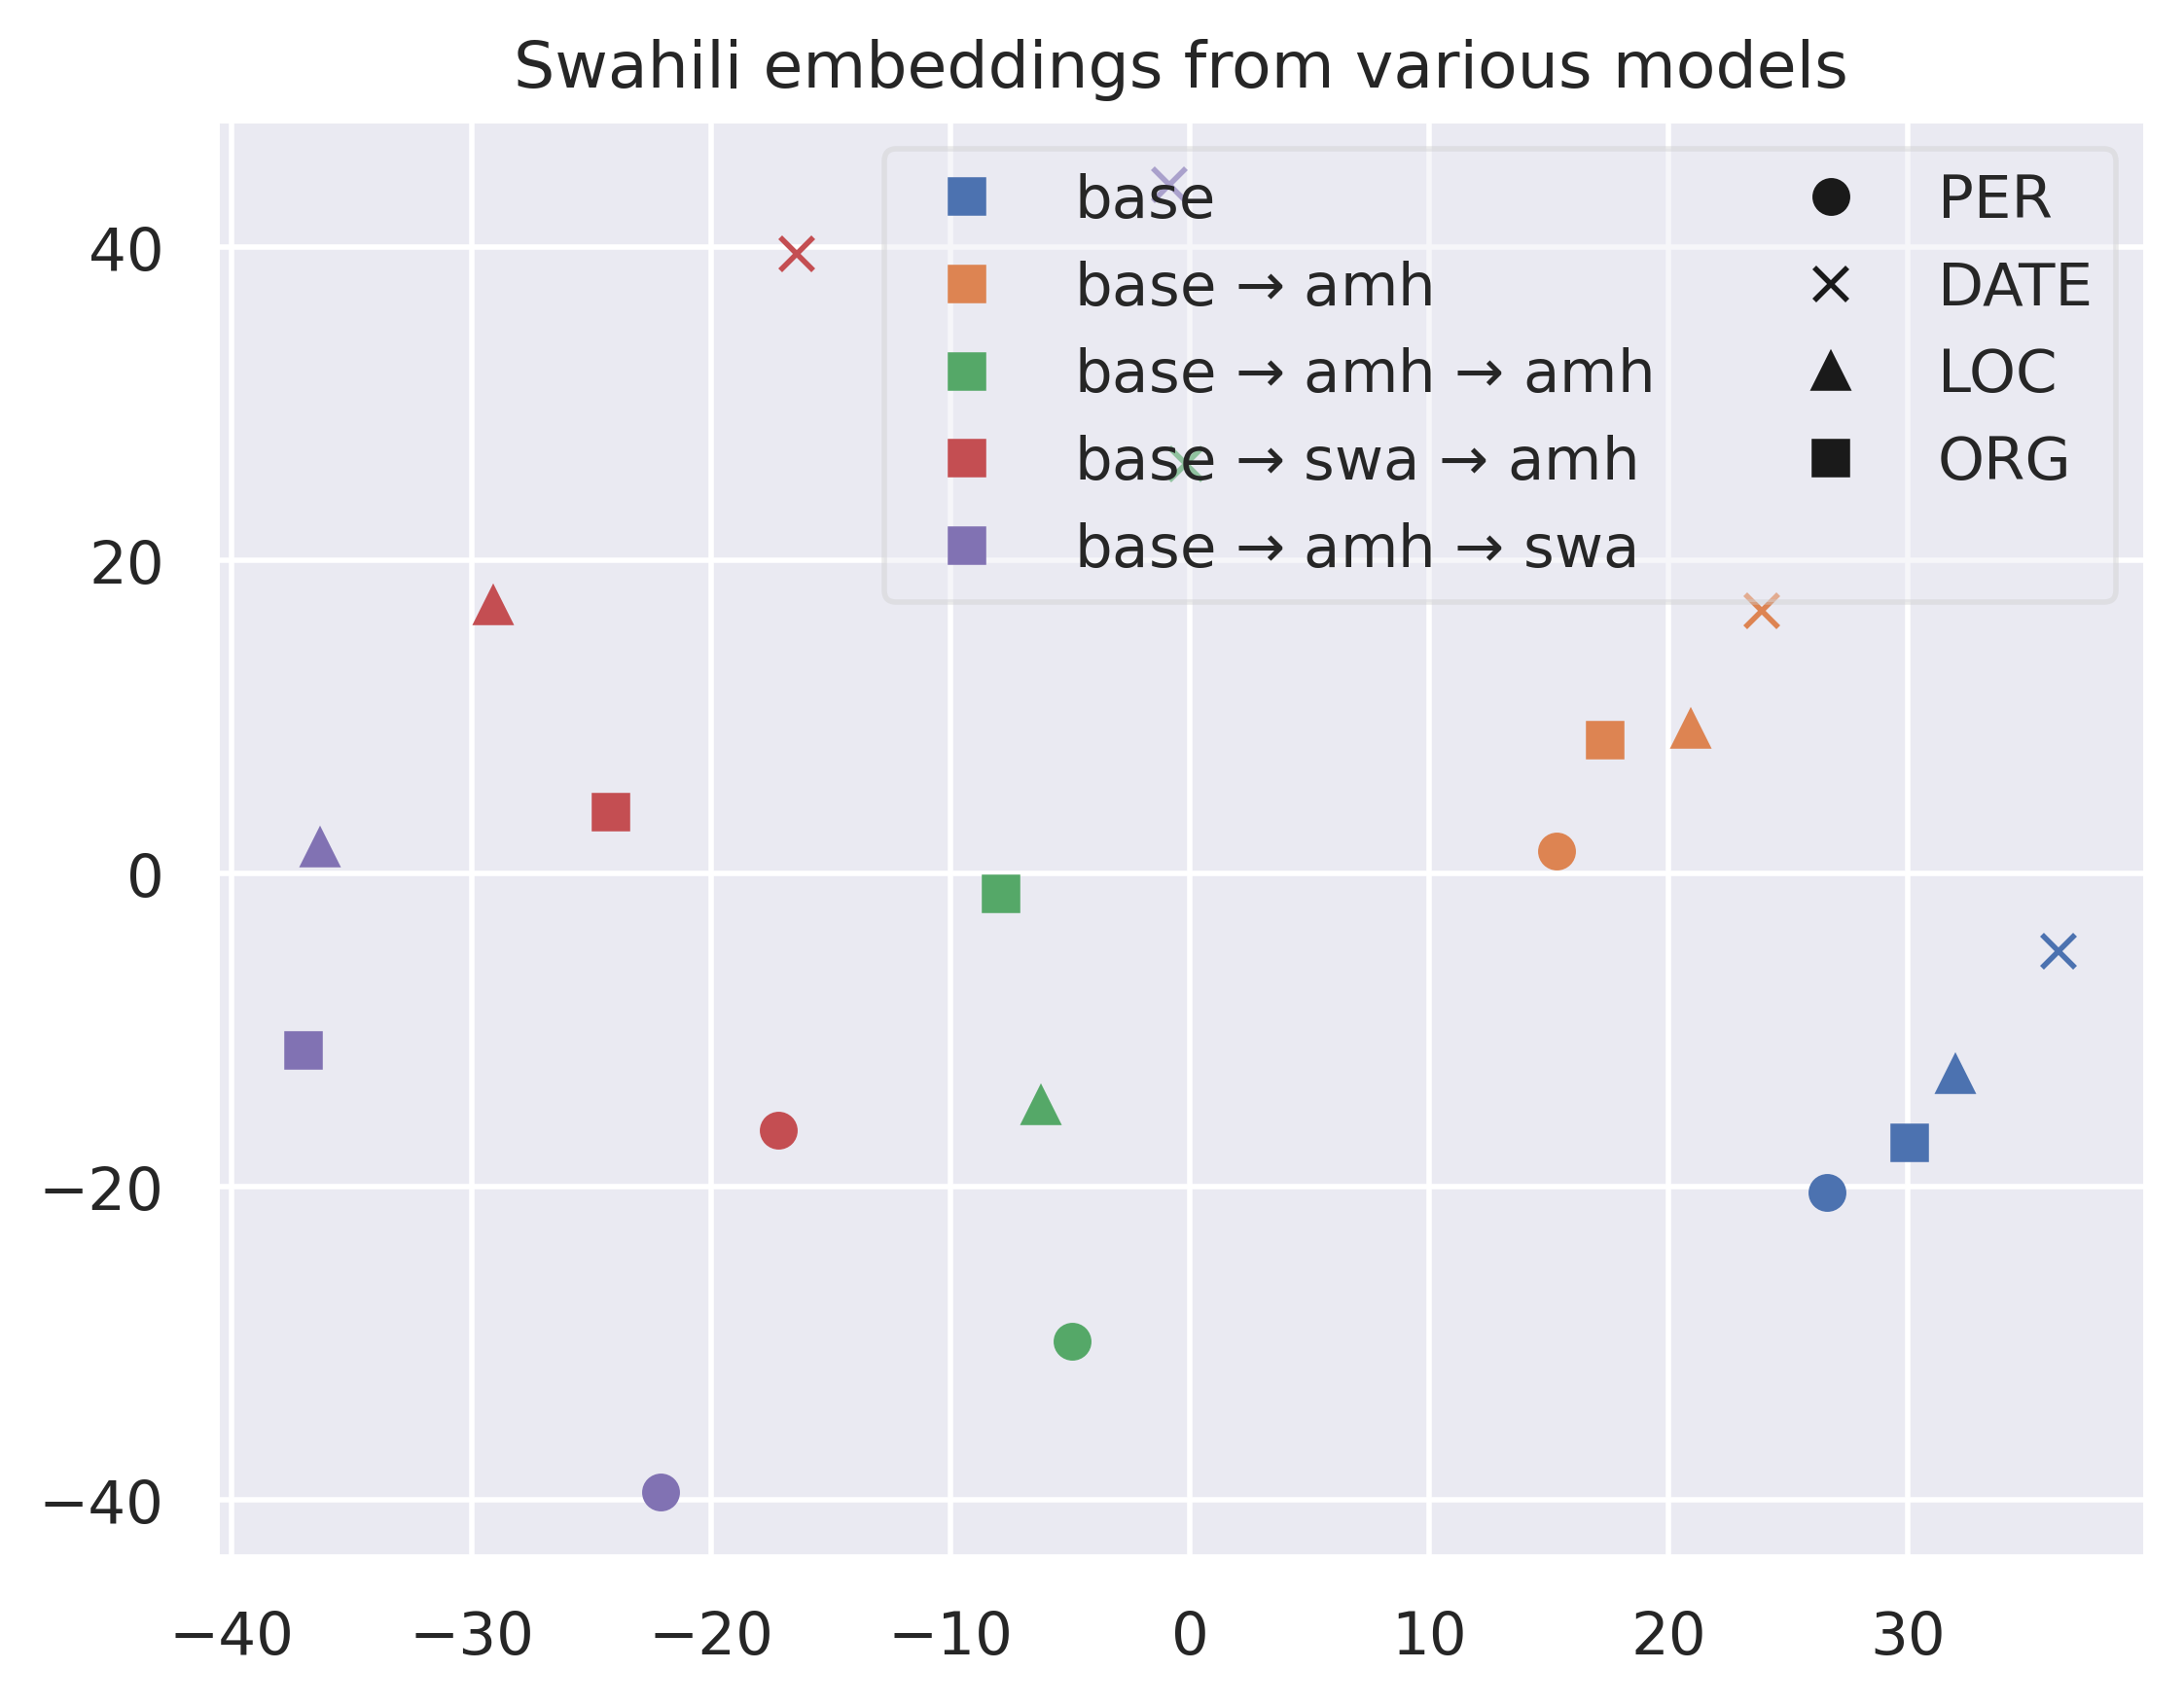 Swahili embeddings from various models
base
base → amh
base → amh → amh
base → swa → amh
base → amh → swa
PER
DATE
LOC
ORG
40
20
0
−20
−40
−40 −30 −20 −10 0 10 20 30